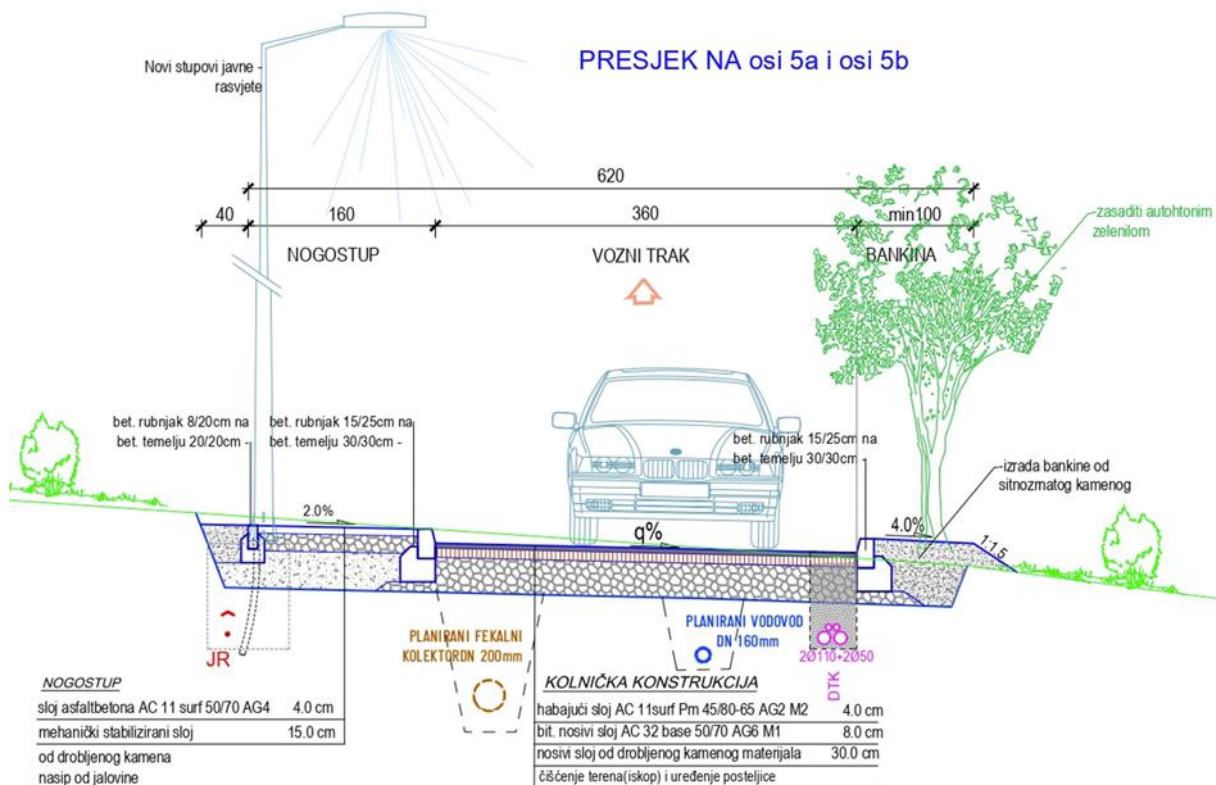 PRESJEK NA osi 5a i osi 5b
Novi stupovi javne -
rasvjete
620
40
160
360
min100
NOGOSTUP
VOZNI TRAK
BANKINA
zasaditi autohtonim
zelenilom
bet. rubnjak 8/20cm na
bet. temelju 20/20cm -
bet. rubnjak 15/25cm na
bet. temelju 30/30cm -
bet. rubnjak 15/25cm na
bet. temelju 30/30cm -
izrada bankine od
sitnozrnatog kamenog
2.0%
q%
4.0%
1:1.5
JR
PLANIRANI FEKALNI
KOLEKTORDN 200mm
PLANIRANI VODOVOD
DN 160mm
2Ø110+2Ø50
DTK
NOGOSTUP
sloj asfaltbetona AC 11 surf 50/70 AG4 4.0 cm
mehanički stabilizirani sloj 15.0 cm
od drobljenog kamena
nasip od jalovine
KOLNIČKA KONSTRUKCIJA
habajući sloj AC 11surf Pm 45/80-65 AG2 M2 4.0 cm
bit. nosivi sloj AC 32 base 50/70 AG6 M1 8.0 cm
nosivi sloj od drobljenog kamenog materijala 30.0 cm
čišćenje terena(iskop) i uređenje posteljice